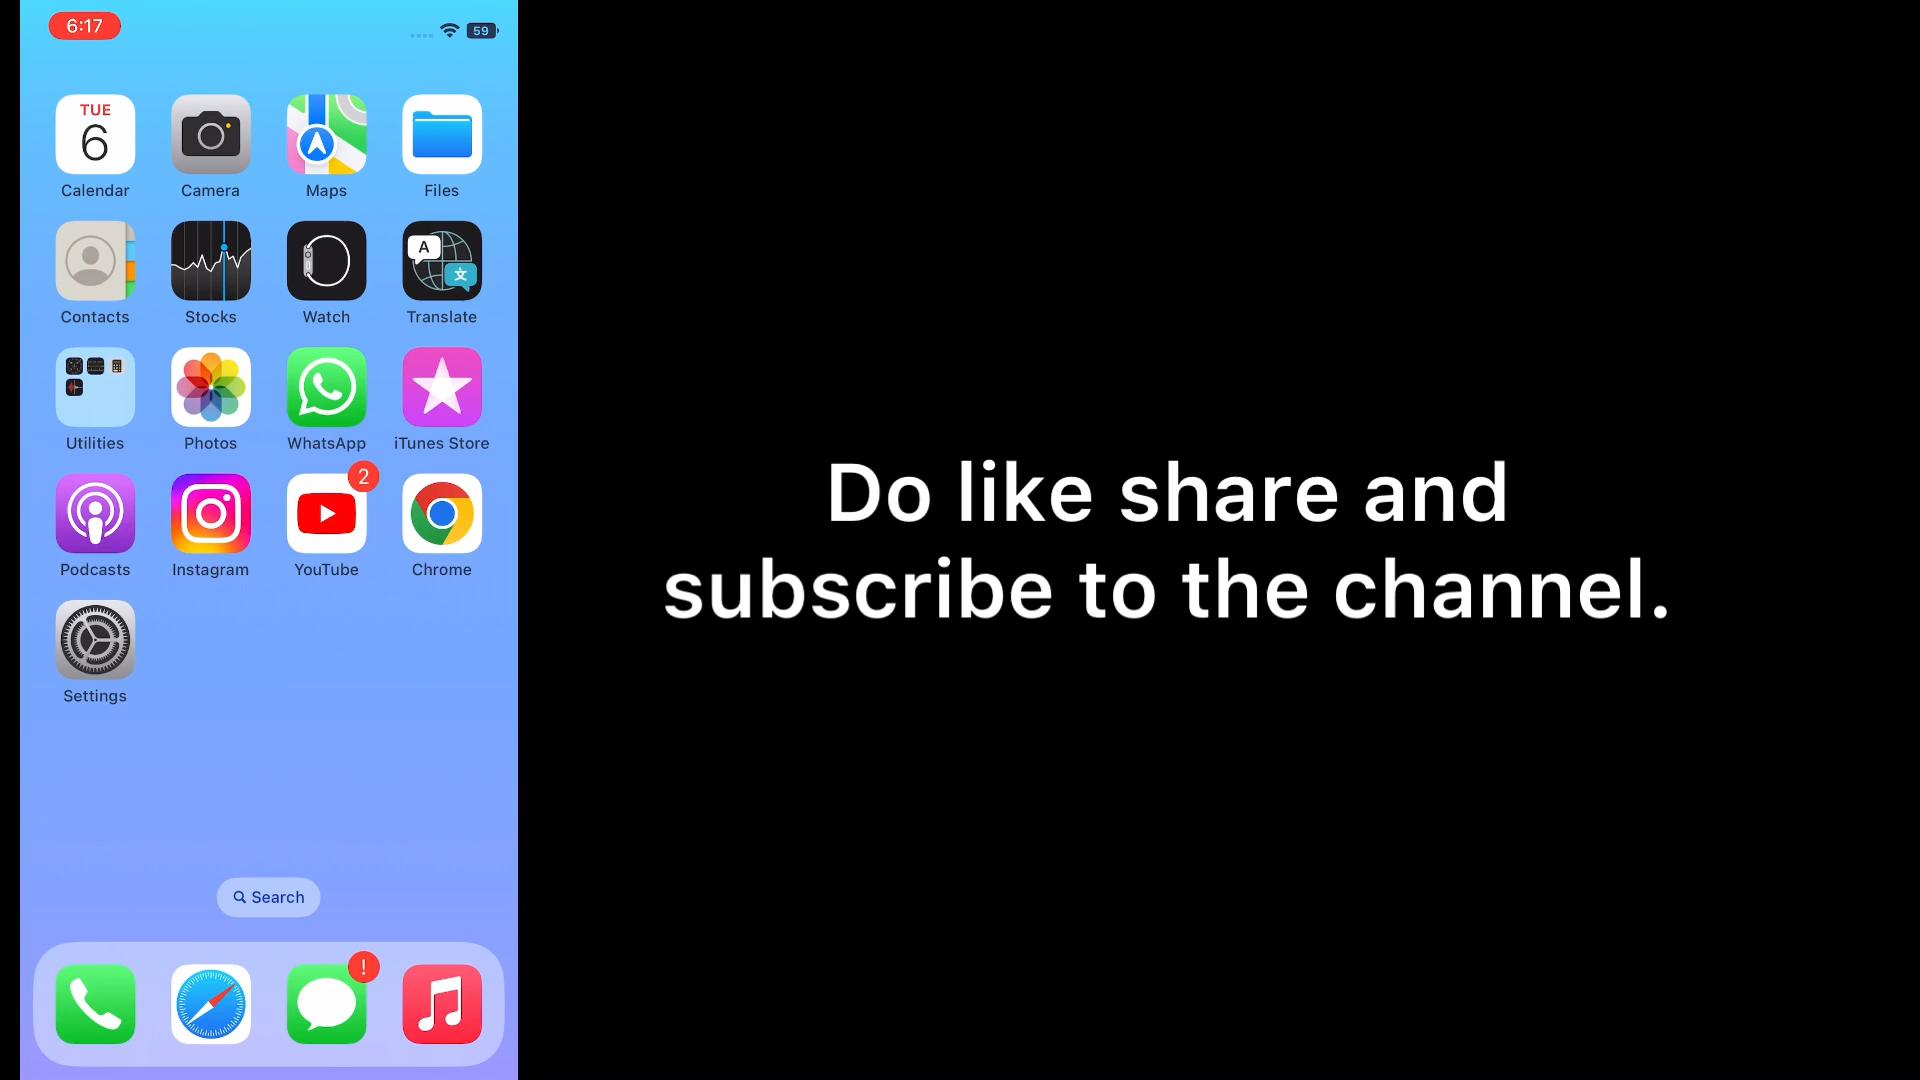 6:17
59
TUE
6
Calendar
Camera
Maps
Files
A
文
Contacts
Stocks
Watch
Translate
Utilities
Photos
WhatsApp
iTunes Store
2
Podcasts
Instagram
YouTube
Chrome
Settings
Search
!
Do like share and
subscribe to the channel.